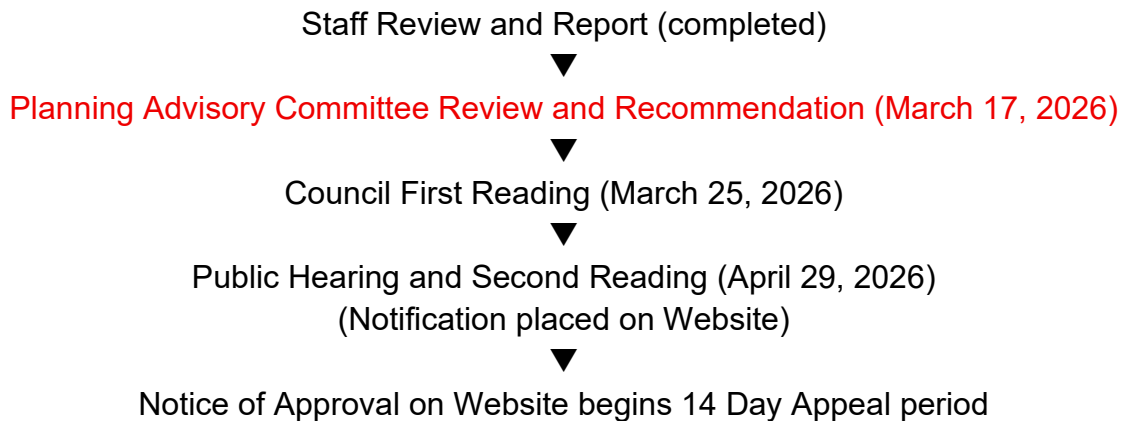 Staff Review and Report (completed)
Planning Advisory Committee Review and Recommendation (March 17, 2026)
Council First Reading (March 25, 2026)
Public Hearing and Second Reading (April 29, 2026)
(Notification placed on Website)
Notice of Approval on Website begins 14 Day Appeal period